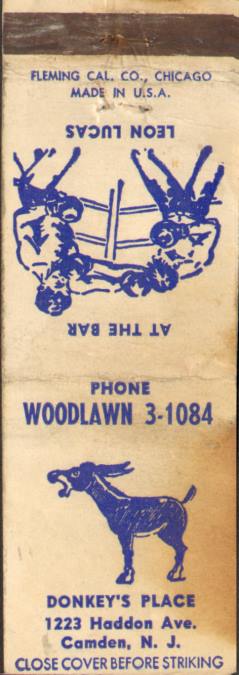 FLEMING CAL. CO., CHICAGO
MADE IN U.S.A.
LEON LUCAS
AT THE BAR
PHONE
WOODLAWN 3-1084
DONKEY'S PLACE
1223 Haddon Ave.
Camden, N. J.
CLOSE COVER BEFORE STRIKING